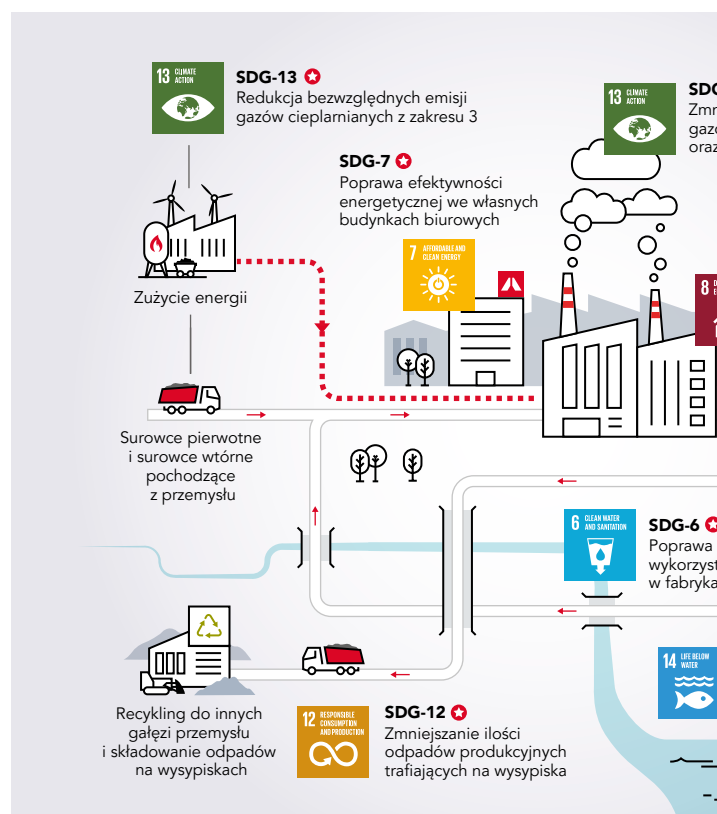 13 CLIMATE
ACTION
SDG-13
Redukcja bezwzględnych emisji
gazów cieplarnianych z zakresu 3
13 CLIMATE
ACTION
SDG-7
Poprawa efektywności
energetycznej we własnych
budynkach biurowych
7 AFFORDABLE AND
CLEAN ENERGY
8
Zużycie energii
Surowce pierwotne
i surowce wtórne
pochodzące
z przemysłu
6 CLEAN WATER
AND SANITATION
SDG-6
Poprawa
14 LIFE BELOW
WATER
Recykling do innych
gałęzi przemysłu
i składowanie odpadów
na wysypiskach
12 RESPONSIBLE
CONSUMPTION
AND PRODUCTION
SDG-12
Zmniejszanie ilości
odpadów produkcyjnych
trafiających na wysypiska